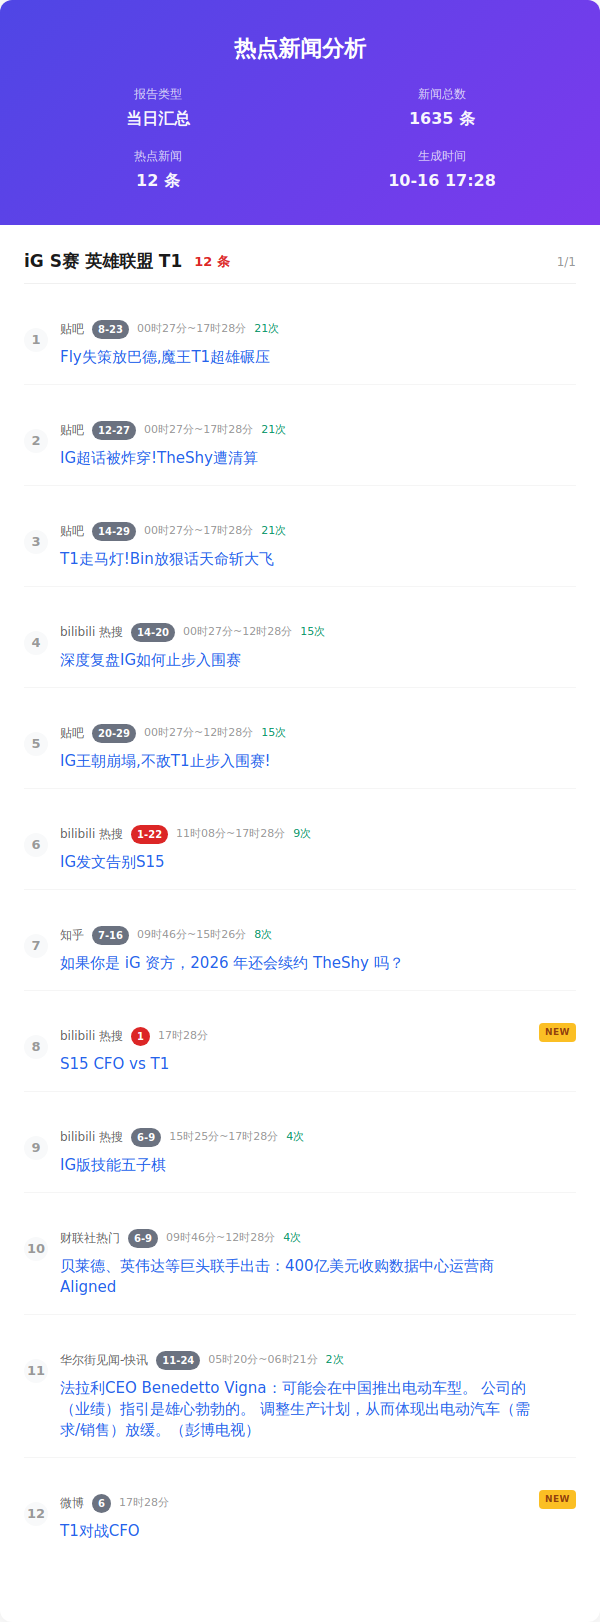 热点新闻分析
报告类型
新闻总数
当日汇总
1635 条
热点新闻
生成时间
12 条
10-16 17:28
iG S赛 英雄联盟 T1 12 条 1/1
1 贴吧 8-23 00时27分~17时28分 21次
Fly失策放巴德,魔王T1超雄碾压
2 贴吧 12-27 00时27分~17时28分 21次
IG超话被炸穿!TheShy遭清算
3 贴吧 14-29 00时27分~17时28分 21次
T1走马灯!Bin放狠话天命斩大飞
4 bilibili 热搜 14-20 00时27分~12时28分 15次
深度复盘IG如何止步入围赛
5 贴吧 20-29 00时27分~12时28分 15次
IG王朝崩塌,不敌T1止步入围赛!
6 bilibili 热搜 1-22 11时08分~17时28分 9次
IG发文告别S15
7 知乎 7-16 09时46分~15时26分 8次
如果你是 iG 资方，2026 年还会续约 TheShy 吗？
8 bilibili 热搜 1 17时28分 NEW
S15 CFO vs T1
9 bilibili 热搜 6-9 15时25分~17时28分 4次
IG版技能五子棋
10 财联社热门 6-9 09时46分~12时28分 4次
贝莱德、英伟达等巨头联手出击：400亿美元收购数据中心运营商
Aligned
11 华尔街见闻-快讯 11-24 05时20分~06时21分 2次
法拉利CEO Benedetto Vigna：可能会在中国推出电动车型。 公司的
（业绩）指引是雄心勃勃的。 调整生产计划，从而体现出电动汽车（需
求/销售）放缓。（彭博电视）
12 微博 6 17时28分 NEW
T1对战CFO